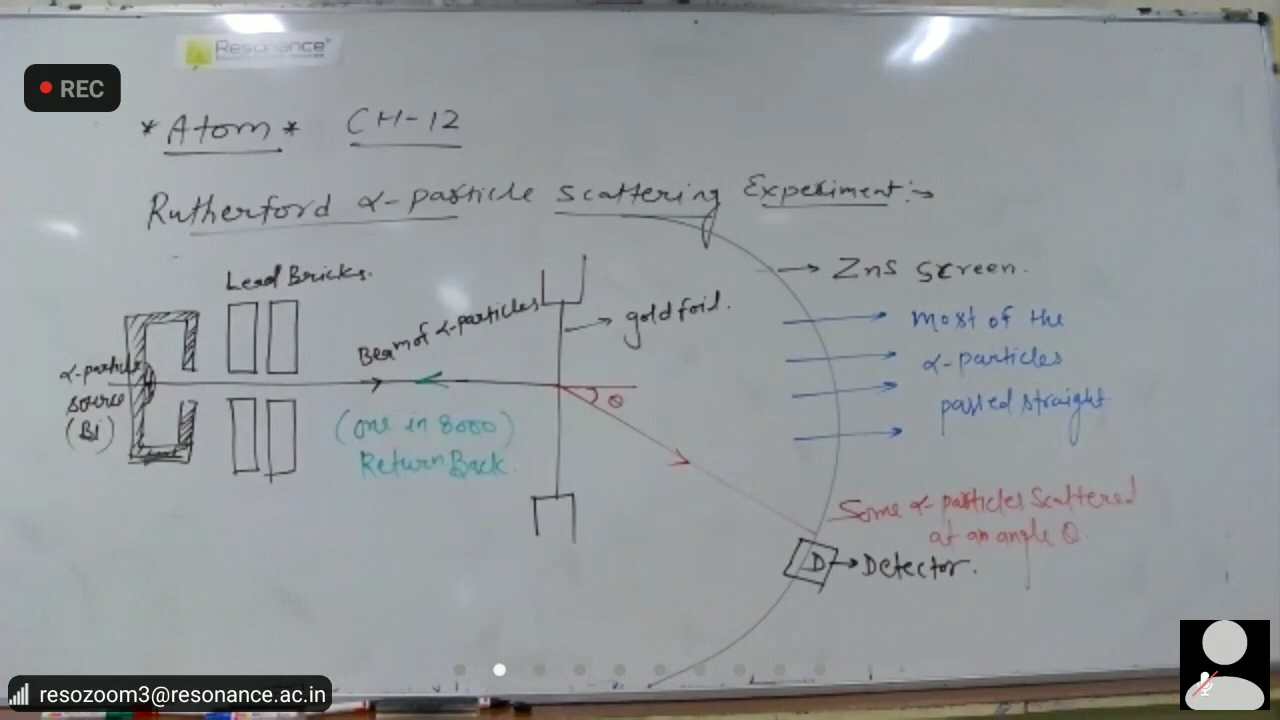 Resonance
REC
*Atom* CH-12
Rutherford α-particle scattering Experiment:→
Lead Bricks.
→ ZnS screen.
Beam of α-particles
→ gold foil.
most of the
α-particles
passed straight
α-particle
source
(Bi)
θ
(one in 8000)
Return Back.
Some α-particles scattered
at an angle θ.
D → Detector.
resozoom3@resonance.ac.in